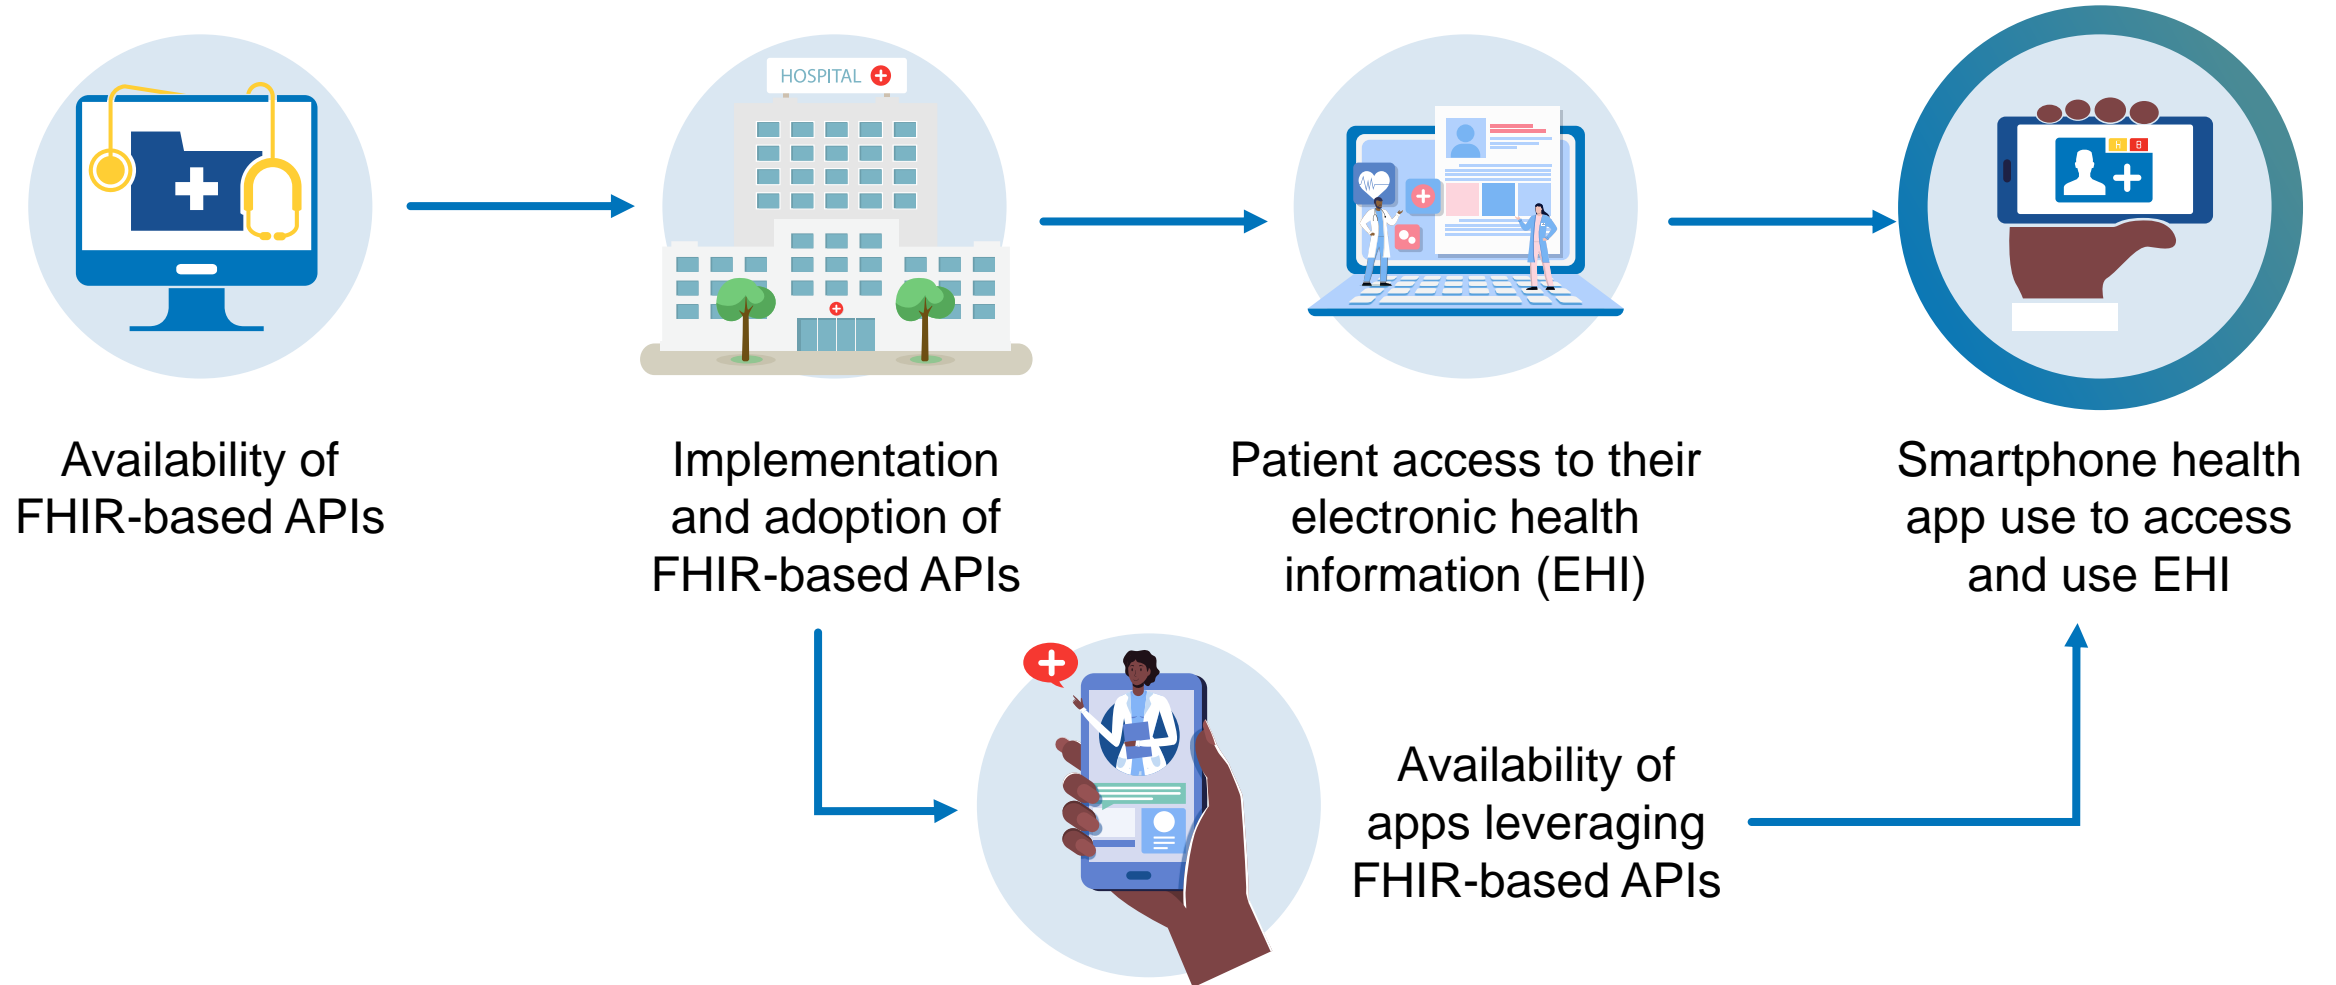 HOSPITAL
Availability of
FHIR-based APIs
Implementation
and adoption of
FHIR-based APIs
Patient access to their
electronic health
information (EHI)
Smartphone health
app use to access
and use EHI
Availability of
apps leveraging
FHIR-based APIs